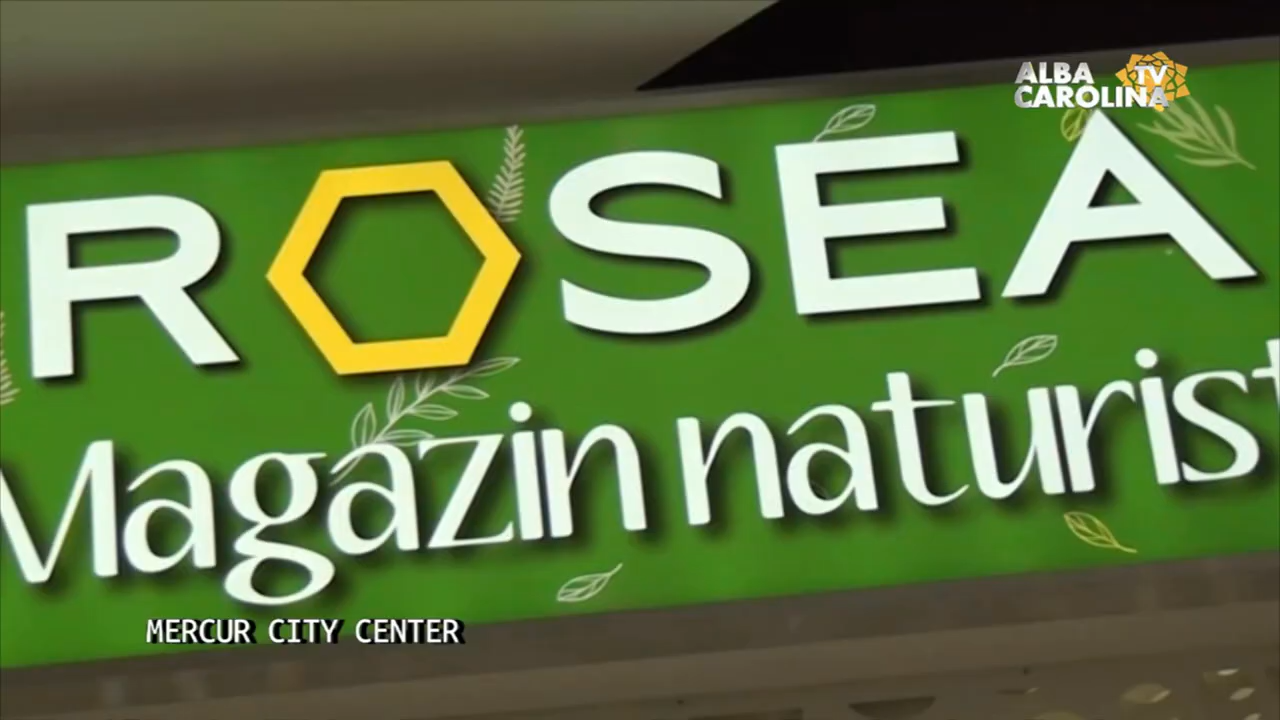 ALBA TV
CAROLINA
ROSEA
Magazin naturist
MERCUR CITY CENTER